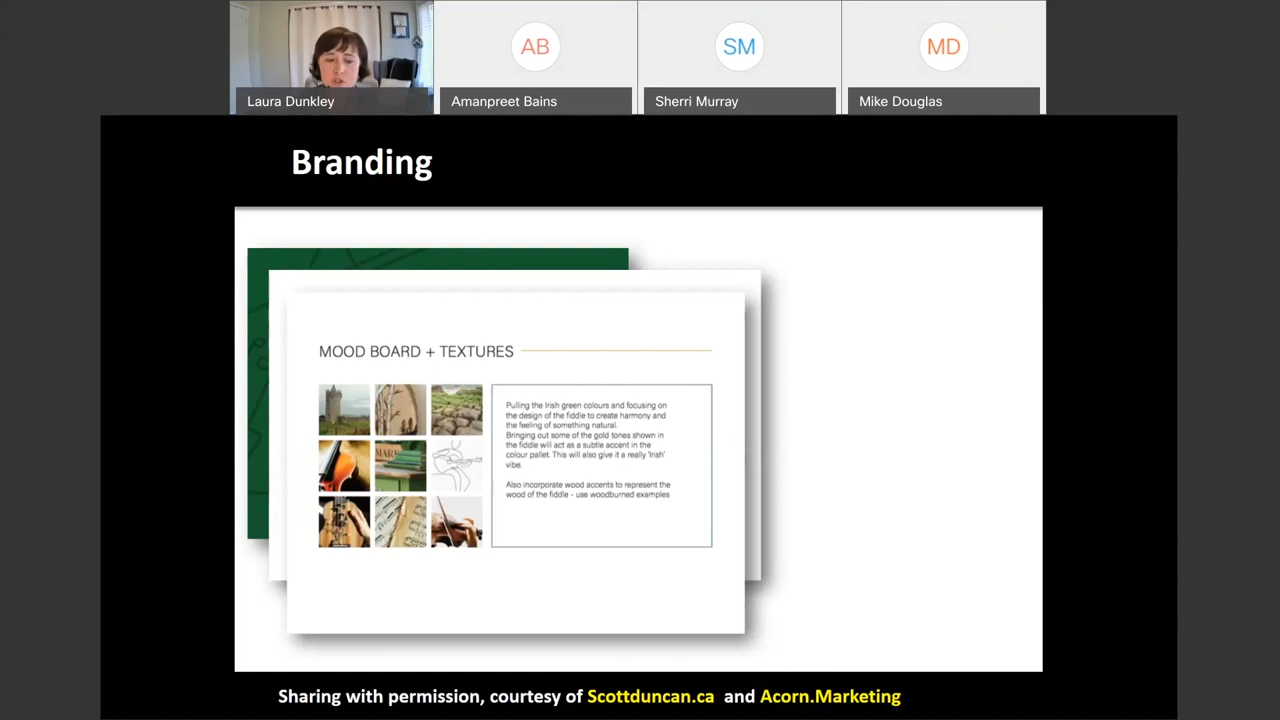 AB
SM
MD
Laura Dunkley
Amanpreet Bains
Sherri Murray
Mike Douglas
Branding
MOOD BOARD + TEXTURES
Pulling the Irish green colours and focusing on
the design of the fiddle to create harmony and
the feeling of something natural.
Bringing out some of the gold tones shown in
the fiddle will act as a subtle accent in the
colour pallet. This will also give it a really 'Irish'
vibe.
Also incorporate wood accents to represent the
wood of the fiddle - use woodburned examples
Sharing with permission, courtesy of Scottduncan.ca and Acorn.Marketing